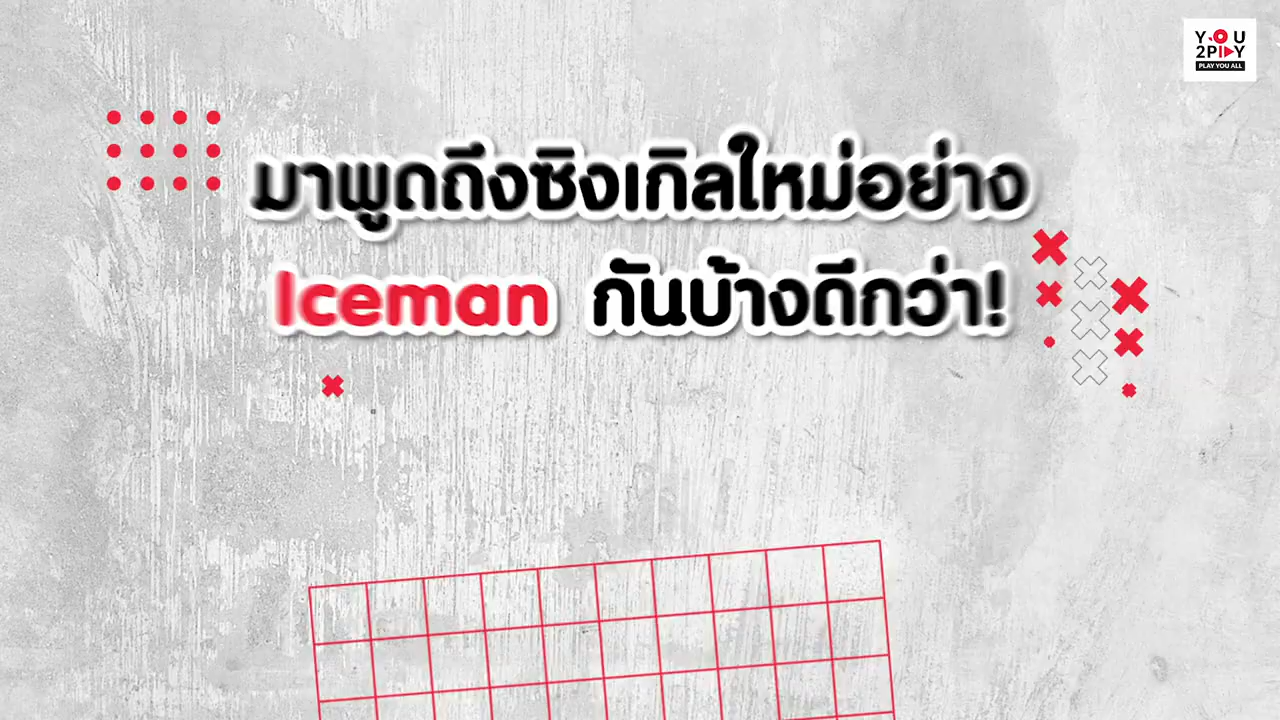 YOU
2PLAY
PLAY YOU ALL
มาพูดถึงซิงเกิลใหม่อย่าง
Iceman กันบ้างดีกว่า!